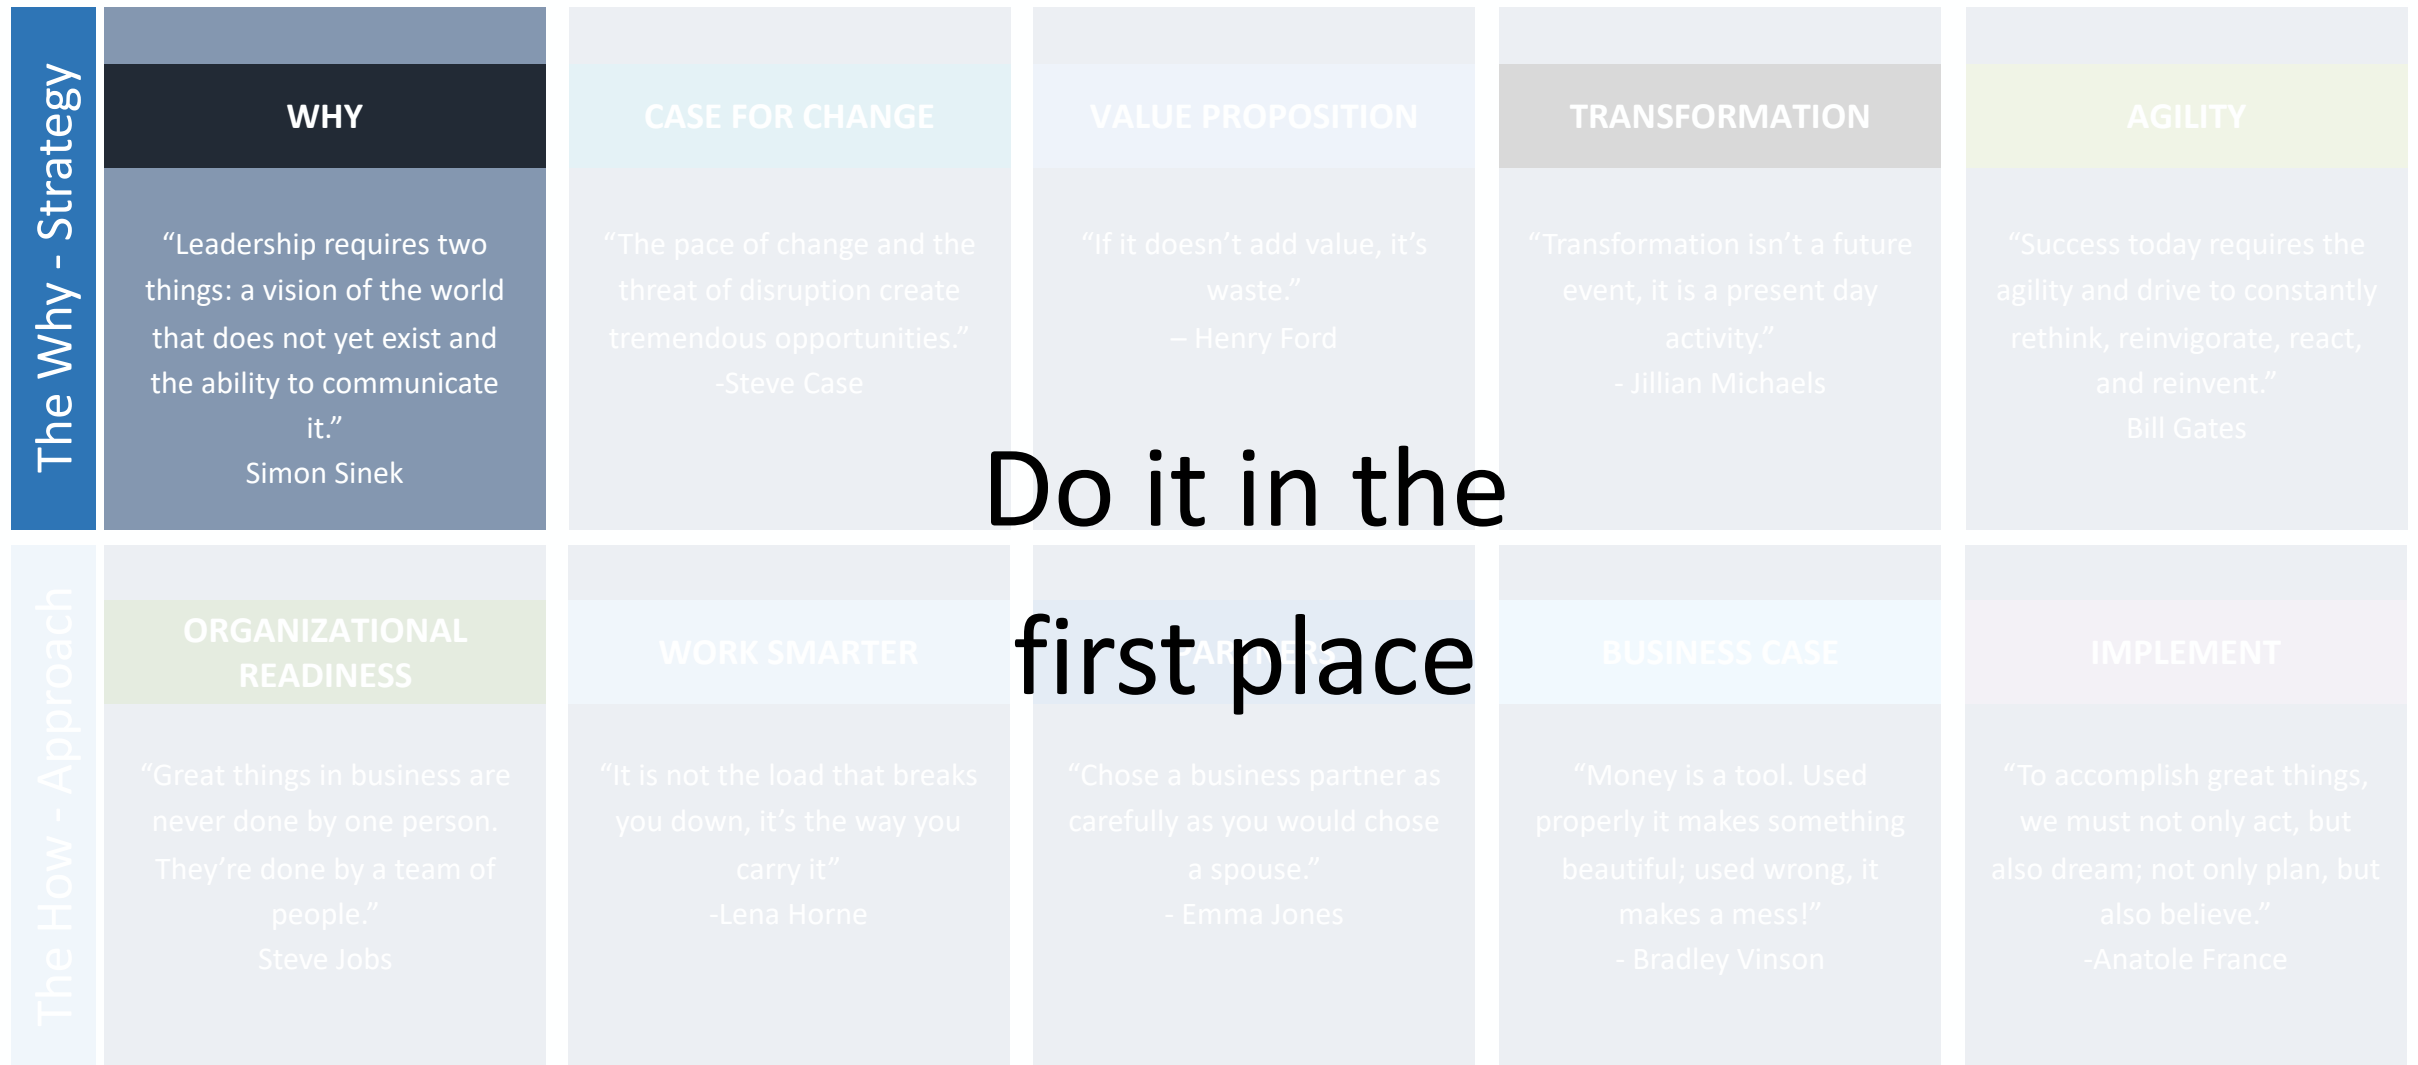 The Why - Strategy
WHY
“Leadership requires two
things: a vision of the world
that does not yet exist and
the ability to communicate
it.”
Simon Sinek
CASE FOR CHANGE
“The pace of change and the
threat of disruption create
tremendous opportunities.”
-Steve Case
VALUE PROPOSITION
“If it doesn’t add value, it’s
waste.”
– Henry Ford
TRANSFORMATION
“Transformation isn’t a future
event, it is a present day
activity.”
- Jillian Michaels
AGILITY
“Success today requires the
agility and drive to constantly
rethink, reinvigorate, react,
and reinvent.”
Bill Gates
Do it in the
first place
The How - Approach
ORGANIZATIONAL
READINESS
“Great things in business are
never done by one person.
They’re done by a team of
people.”
Steve Jobs
WORK SMARTER
“It is not the load that breaks
you down, it’s the way you
carry it”
-Lena Horne
PARTNERS
“Chose a business partner as
carefully as you would chose
a spouse.”
- Emma Jones
BUSINESS CASE
“Money is a tool. Used
properly it makes something
beautiful; used wrong, it
makes a mess!”
- Bradley Vinson
IMPLEMENT
“To accomplish great things,
we must not only act, but
also dream; not only plan, but
also believe.”
-Anatole France